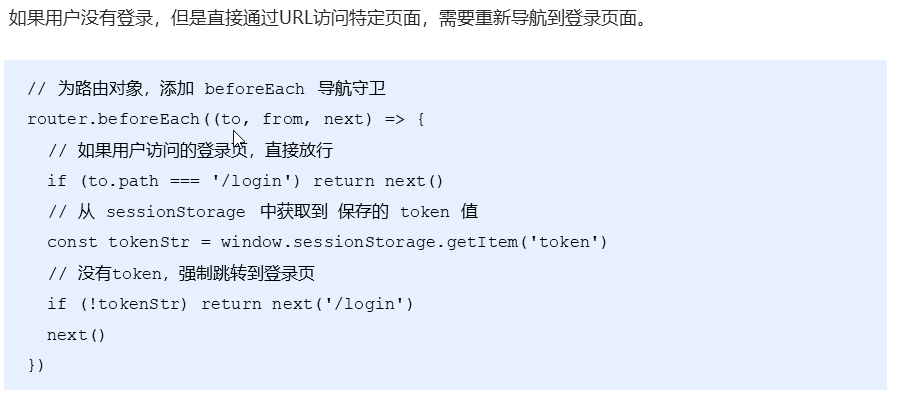 如果用户没有登录，但是直接通过URL访问特定页面，需要重新导航到登录页面。
// 为路由对象，添加 beforeEach 导航守卫
router.beforeEach((to, from, next) => {
// 如果用户访问的登录页，直接放行
if (to.path === '/login') return next()
// 从 sessionStorage 中获取到 保存的 token 值
const tokenStr = window.sessionStorage.getItem('token')
// 没有token，强制跳转到登录页
if (!tokenStr) return next('/login')
next()
})